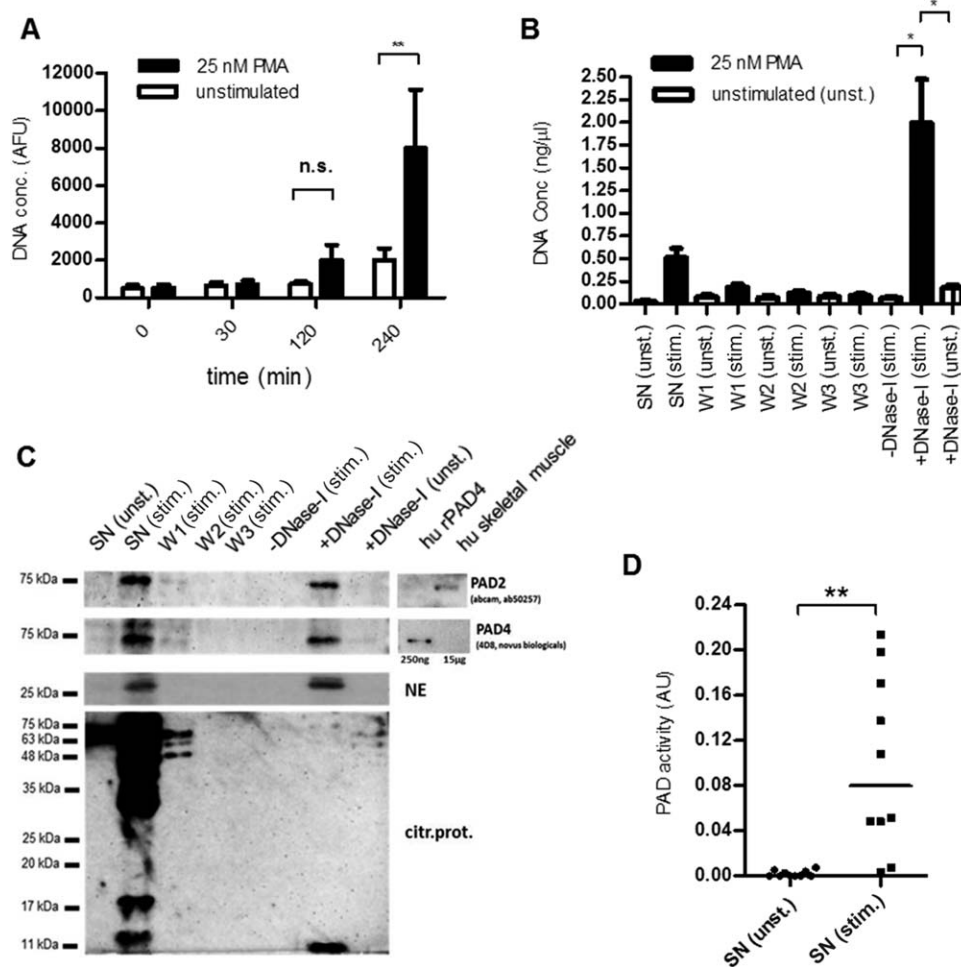 A
25 nM PMA
unstimulated
**
n.s.
DNA conc. (AFU)
12000
10000
8000
6000
4000
2000
0
0
30
120
240
time (min)
B
25 nM PMA
unstimulated (unst.)
*
*
DNA Conc (ng/µl)
2.50
2.25
2.00
1.75
1.50
1.25
1.00
0.75
0.50
0.25
0.00
SN (unst.)
SN (stim.)
W1 (unst.)
W1 (stim.)
W2 (unst.)
W2 (stim.)
W3 (unst.)
W3 (stim.)
-DNase-I (stim.)
+DNase-I (stim.)
+DNase-I (unst.)
C
SN (unst.)
SN (stim.)
W1 (stim.)
W2 (stim.)
W3 (stim.)
-DNase-I (stim.)
+DNase-I (stim.)
+DNase-I (unst.)
hu rPAD4
hu skeletal muscle
75 kDa
PAD2
(abcam, ab50257)
75 kDa
PAD4
(4D8, novus biologicals)
250ng
15µg
25 kDa
NE
75 kDa
63 kDa
48 kDa
35 kDa
25 kDa
20 kDa
17 kDa
11 kDa
citr.prot.
D
**
PAD activity (AU)
0.24
0.20
0.16
0.12
0.08
0.04
0.00
SN (unst.)
SN (stim.)